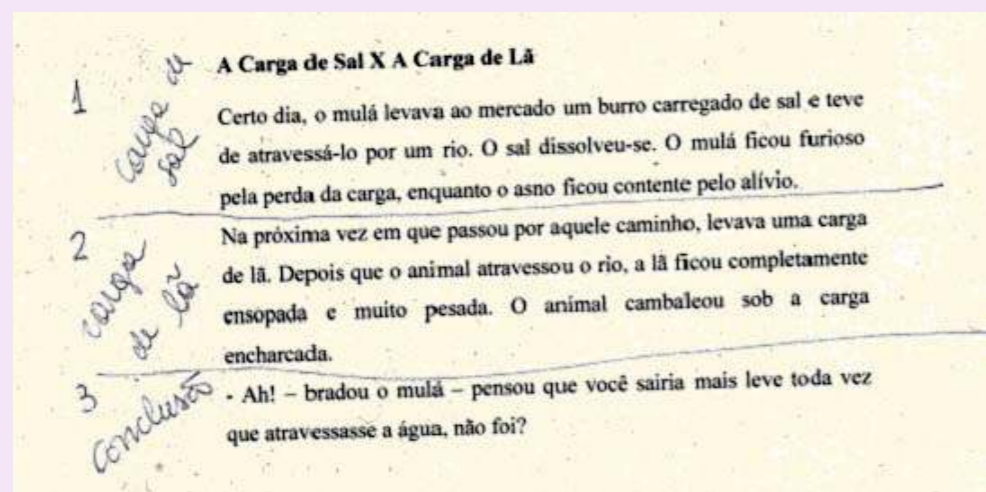 A Carga de Sal X A Carga de Lã
1
carga de
sal
Certo dia, o mulá levava ao mercado um burro carregado de sal e teve
de atravessá-lo por um rio. O sal dissolveu-se. O mulá ficou furioso
pela perda da carga, enquanto o asno ficou contente pelo alívio.
2
carga
de lã
Na próxima vez em que passou por aquele caminho, levava uma carga
de lã. Depois que o animal atravessou o rio, a lã ficou completamente
ensopada e muito pesada. O animal cambaleou sob a carga
encharcada.
3
conclusão
- Ah! – bradou o mulá – pensou que você sairia mais leve toda vez
que atravessasse a água, não foi?